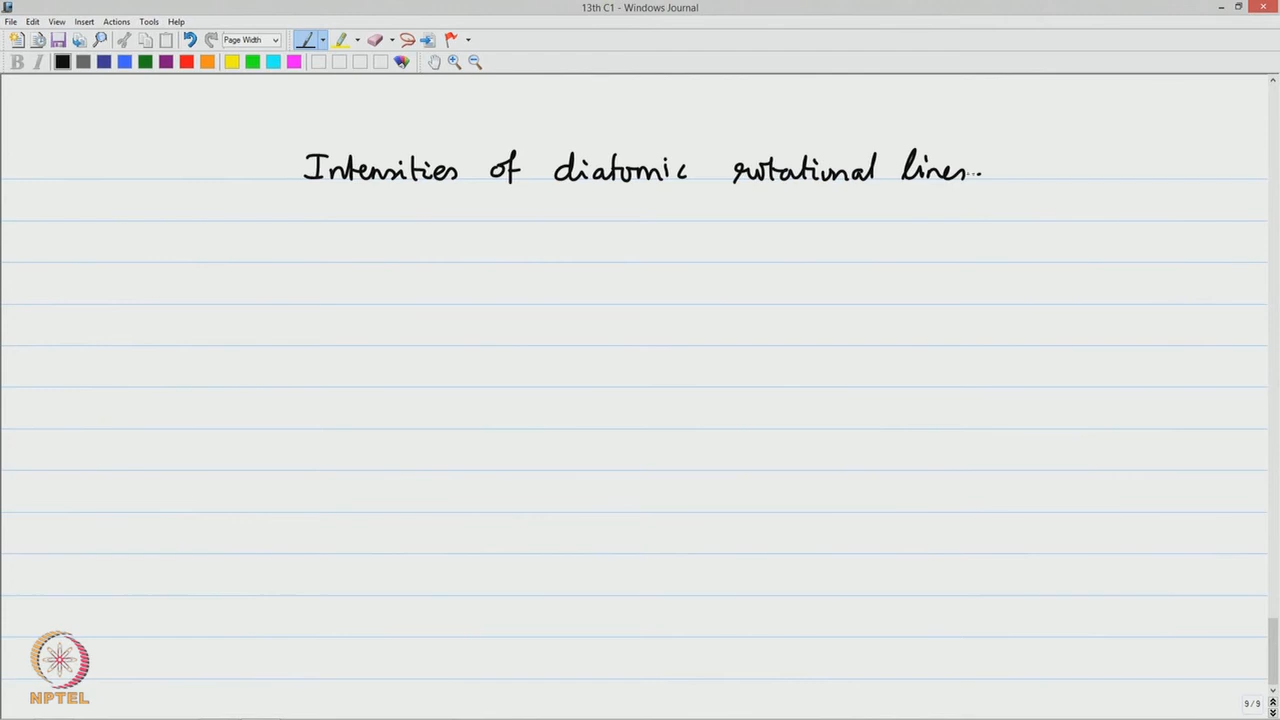 13th C1 - Windows Journal
File Edit View Insert Actions Tools Help
Page Width
B I
Intensities of diatomic rotational lines..
NPTEL
9 / 9